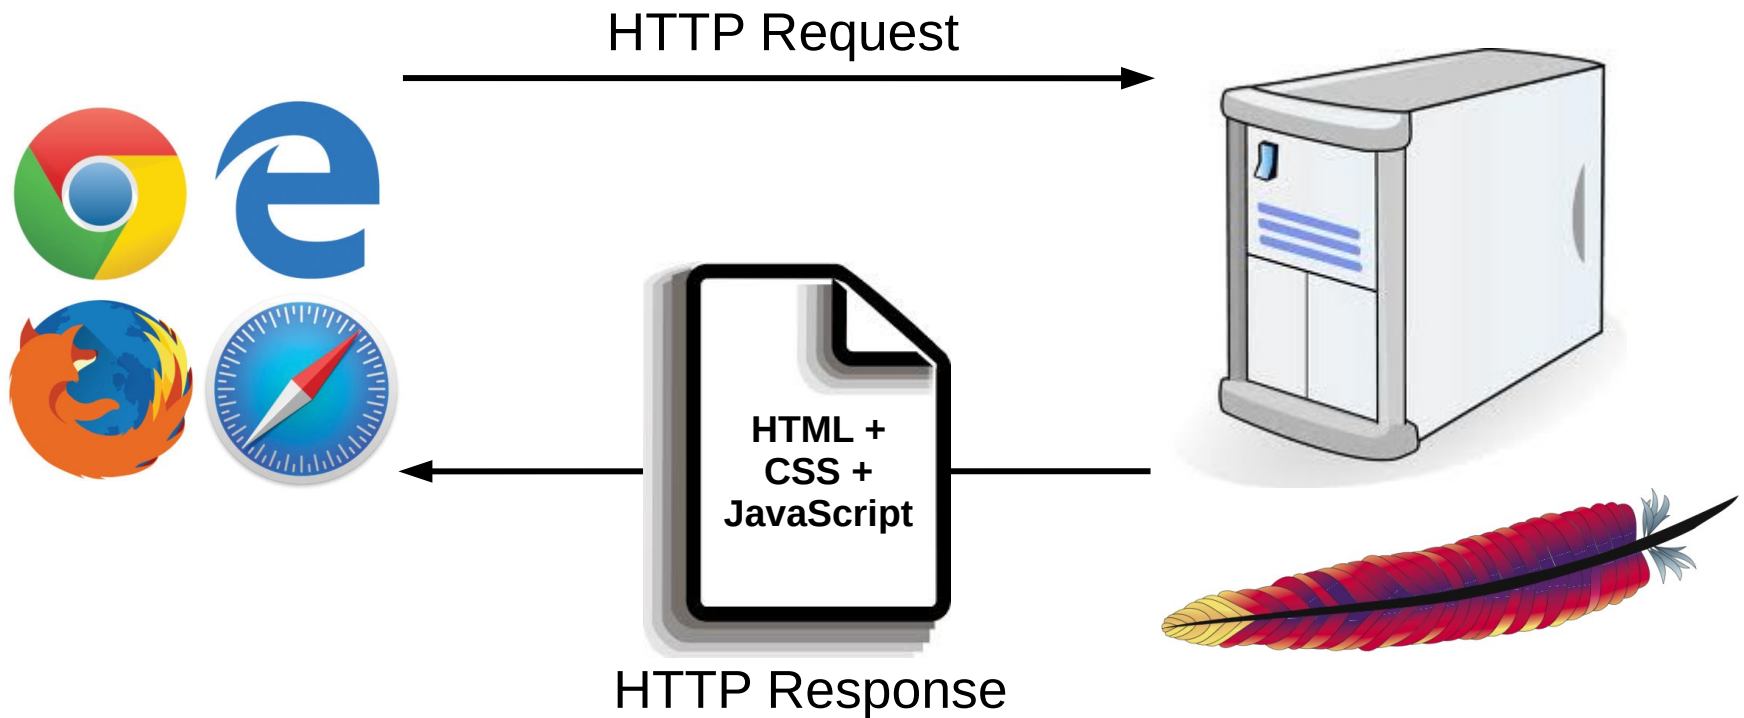 HTTP Request
HTML +
CSS +
JavaScript
HTTP Response